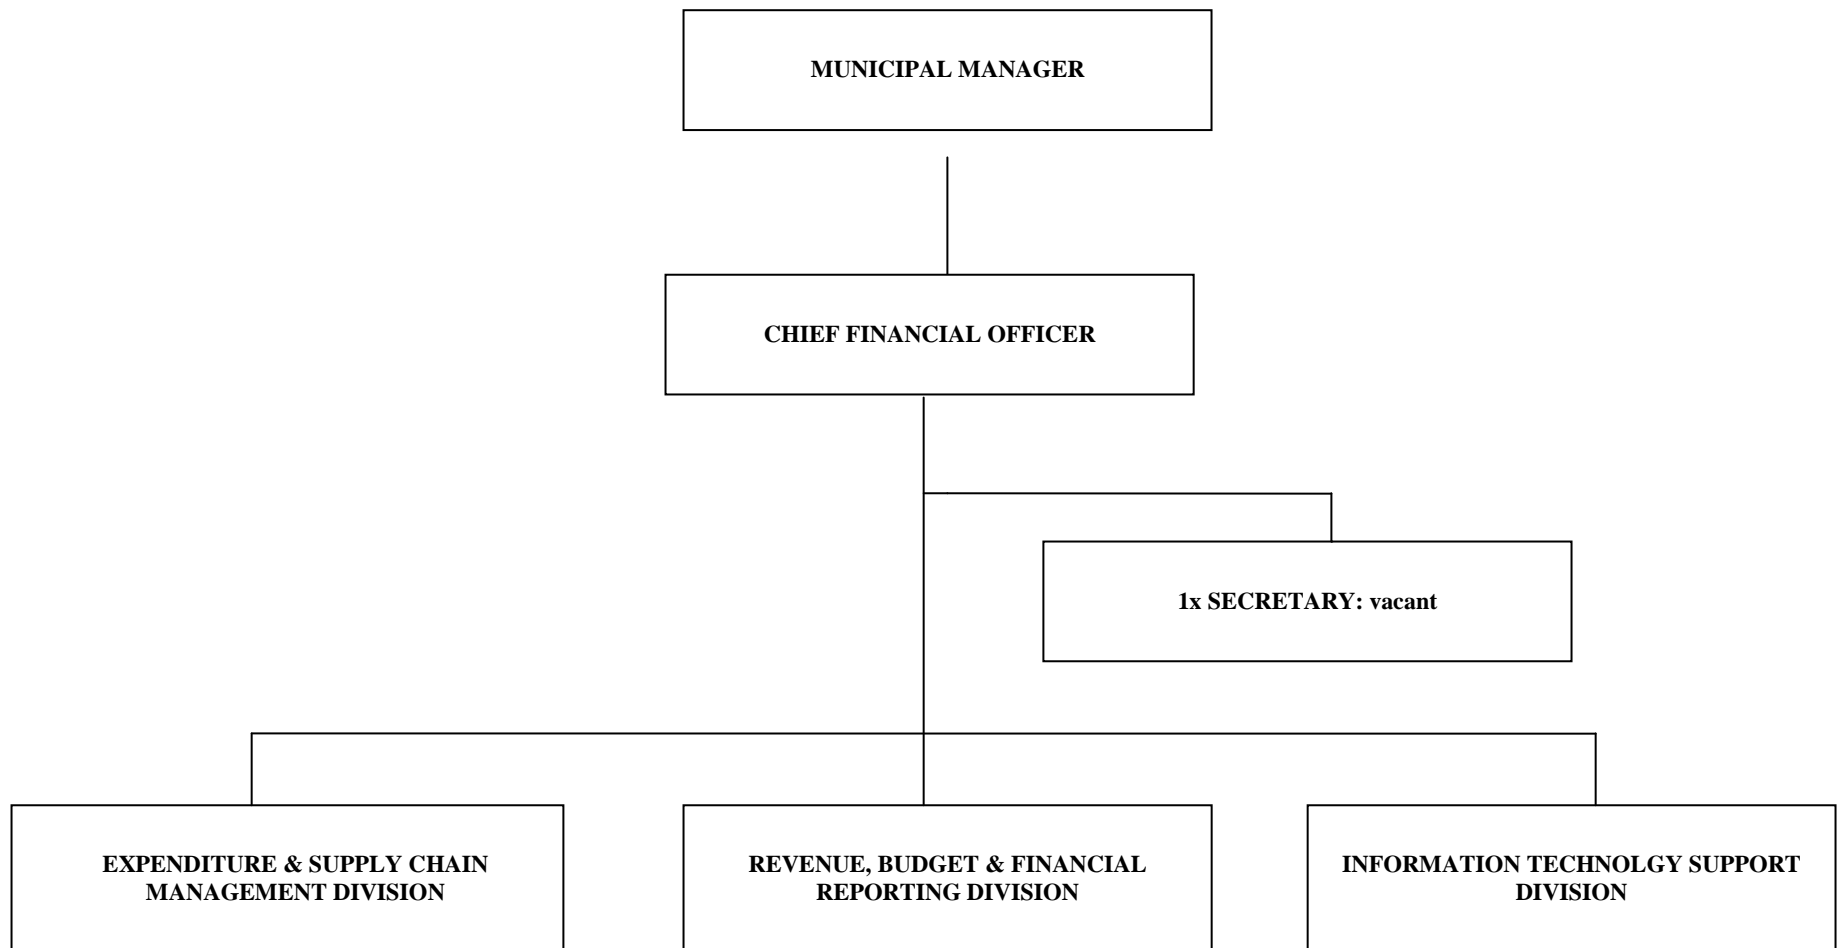 MUNICIPAL MANAGER
CHIEF FINANCIAL OFFICER
1x SECRETARY: vacant
EXPENDITURE & SUPPLY CHAIN
MANAGEMENT DIVISION
REVENUE, BUDGET & FINANCIAL
REPORTING DIVISION
INFORMATION TECHNOLGY SUPPORT
DIVISION